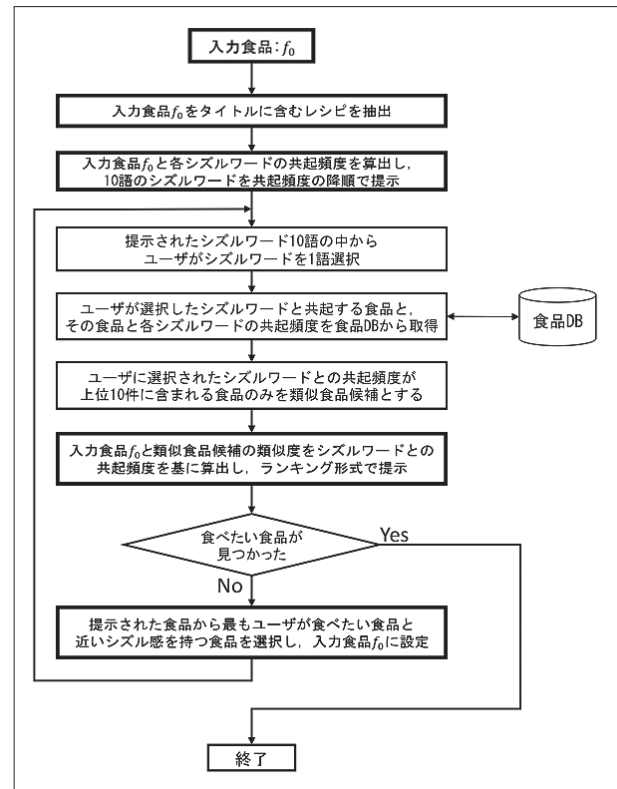 入力食品：f₀
入力食品f₀をタイトルに含むレシピを抽出
入力食品f₀と各シズルワードの共起頻度を算出し，
10語のシズルワードを共起頻度の降順で提示
提示されたシズルワード10語の中から
ユーザがシズルワードを1語選択
ユーザが選択したシズルワードと共起する食品と，
その食品と各シズルワードの共起頻度を食品DBから取得
食品DB
ユーザに選択されたシズルワードとの共起頻度が
上位10件に含まれる食品のみを類似食品候補とする
入力食品f₀と類似食品候補の類似度をシズルワードとの
共起頻度を基に算出し，ランキング形式で提示
食べたい食品が
見つかった
Yes
No
提示された食品から最もユーザが食べたい食品と
近いシズル感を持つ食品を選択し，入力食品f₀に設定
終了